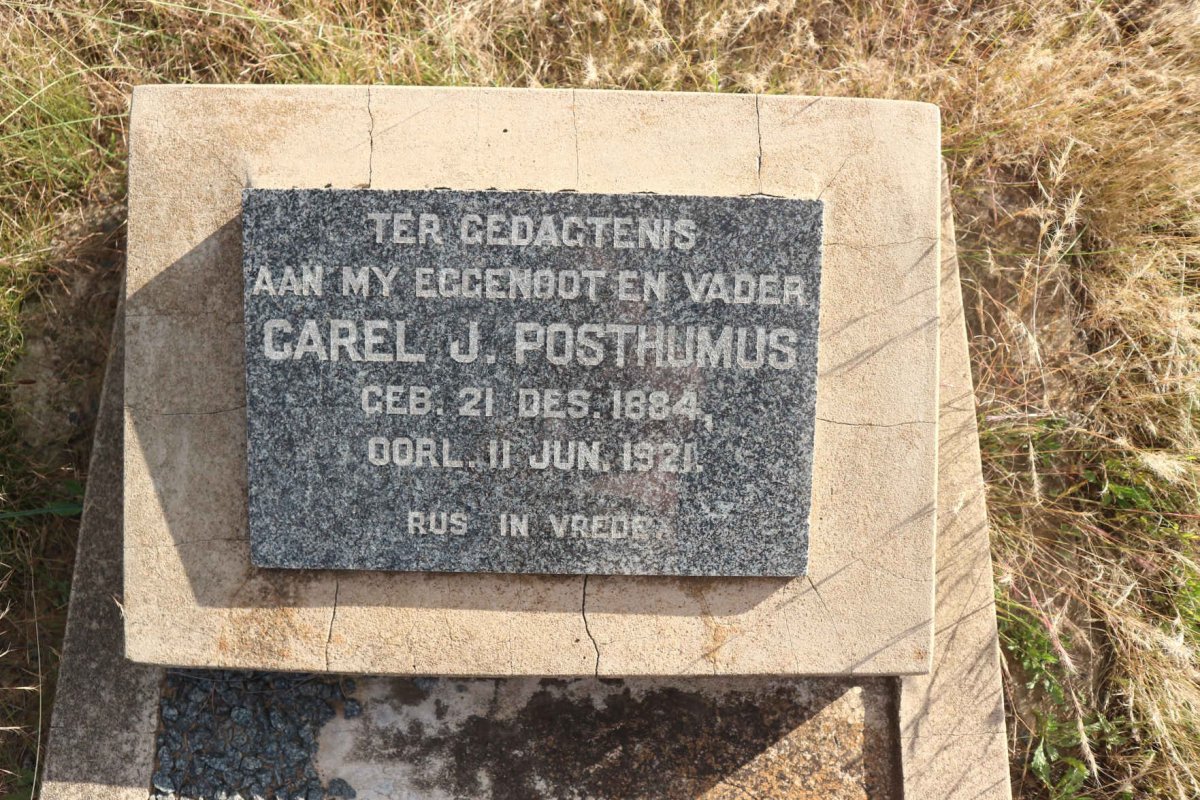 TER GEDAGTENIS
AAN MY EGGENOOT EN VADER
CAREL J. POSTHUMUS
GEB. 21 DES. 1884,
OORL. 11 JUN. 1921.
RUS IN VREDE